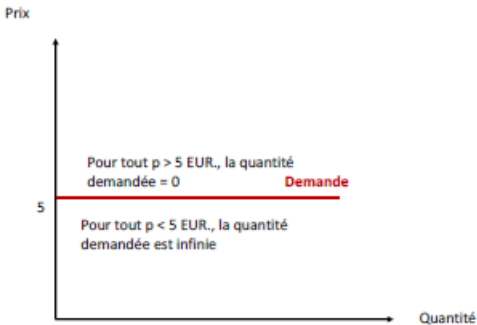 Prix
Pour tout p > 5 EUR., la quantité
demandée = 0
Demande
5
Pour tout p < 5 EUR., la quantité
demandée est infinie
Quantité